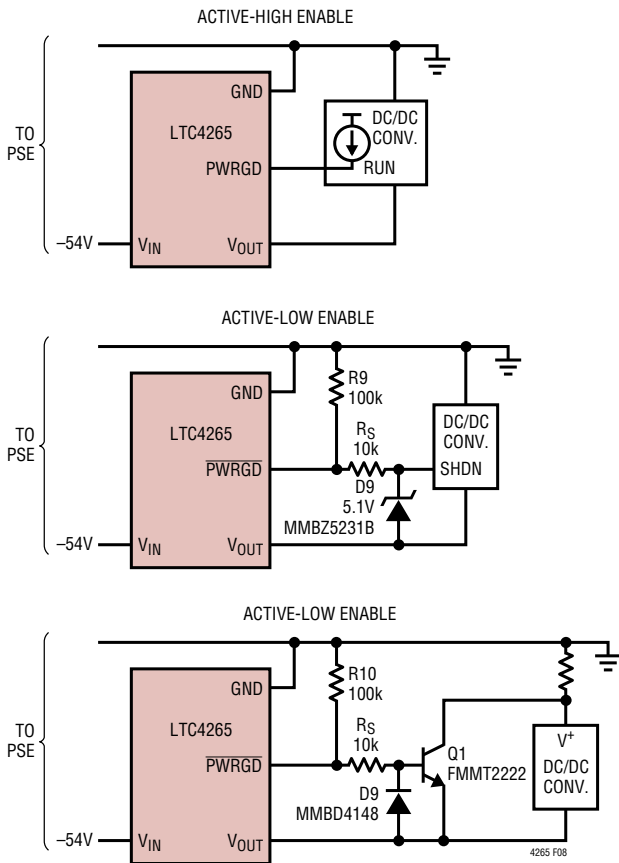 ACTIVE-HIGH ENABLE
GND
LTC4265
DC/DC
CONV.
TO
PSE
PWRGD
RUN
–54V
VIN
VOUT
ACTIVE-LOW ENABLE
R9
100k
GND
LTC4265
RS
10k
DC/DC
CONV.
TO
PSE
PWRGD
SHDN
D9
5.1V
MMBZ5231B
–54V
VIN
VOUT
ACTIVE-LOW ENABLE
R10
100k
GND
LTC4265
RS
10k
TO
PSE
PWRGD
Q1
FMMT2222
V+
DC/DC
CONV.
D9
MMBD4148
–54V
VIN
VOUT
4265 F08